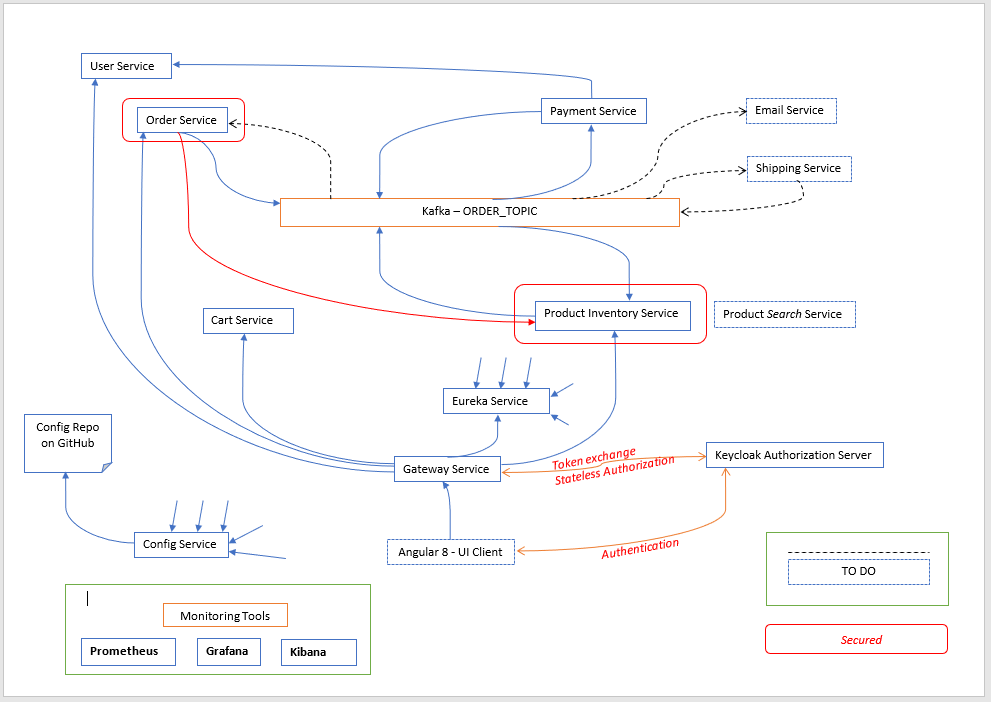 User Service
Order Service
Payment Service
Email Service
Shipping Service
Kafka – ORDER_TOPIC
Cart Service
Product Inventory Service
Product Search Service
Eureka Service
Config Repo
on GitHub
Gateway Service
Token exchange
Stateless Authorization
Keycloak Authorization Server
Config Service
Angular 8 - UI Client
Authentication
TO DO
Monitoring Tools
Prometheus
Grafana
Kibana
Secured